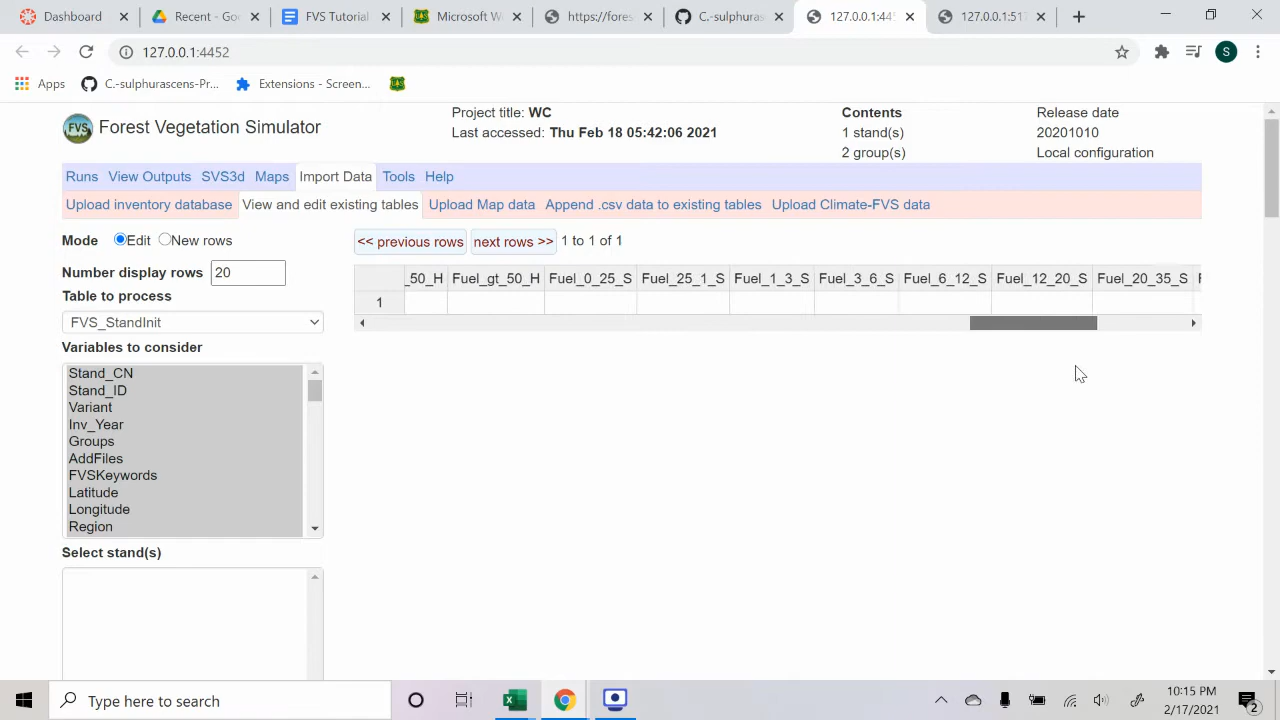 Dashboard
Recent - Goo
FVS Tutorial
Microsoft W
https://fores
C.-sulphuras
127.0.0.1:445
127.0.0.1:51
127.0.0.1:4452
S
Apps
C.-sulphurascens-Pr...
Extensions - Screen...
FVS
Forest Vegetation Simulator
Project title: WC
Last accessed: Thu Feb 18 05:42:06 2021
Contents
1 stand(s)
2 group(s)
Release date
20201010
Local configuration
Runs View Outputs SVS3d Maps Import Data Tools Help
Upload inventory database View and edit existing tables Upload Map data Append .csv data to existing tables Upload Climate-FVS data
Mode Edit New rows
Number display rows 20
Table to process
FVS_StandInit
Variables to consider
Stand_CN
Stand_ID
Variant
Inv_Year
Groups
AddFiles
FVSKeywords
Latitude
Longitude
Region
Select stand(s)
<< previous rows next rows >> 1 to 1 of 1
_50_H Fuel_gt_50_H Fuel_0_25_S Fuel_25_1_S Fuel_1_3_S Fuel_3_6_S Fuel_6_12_S Fuel_12_20_S Fuel_20_35_S
1
Type here to search
10:15 PM
2/17/2021
2